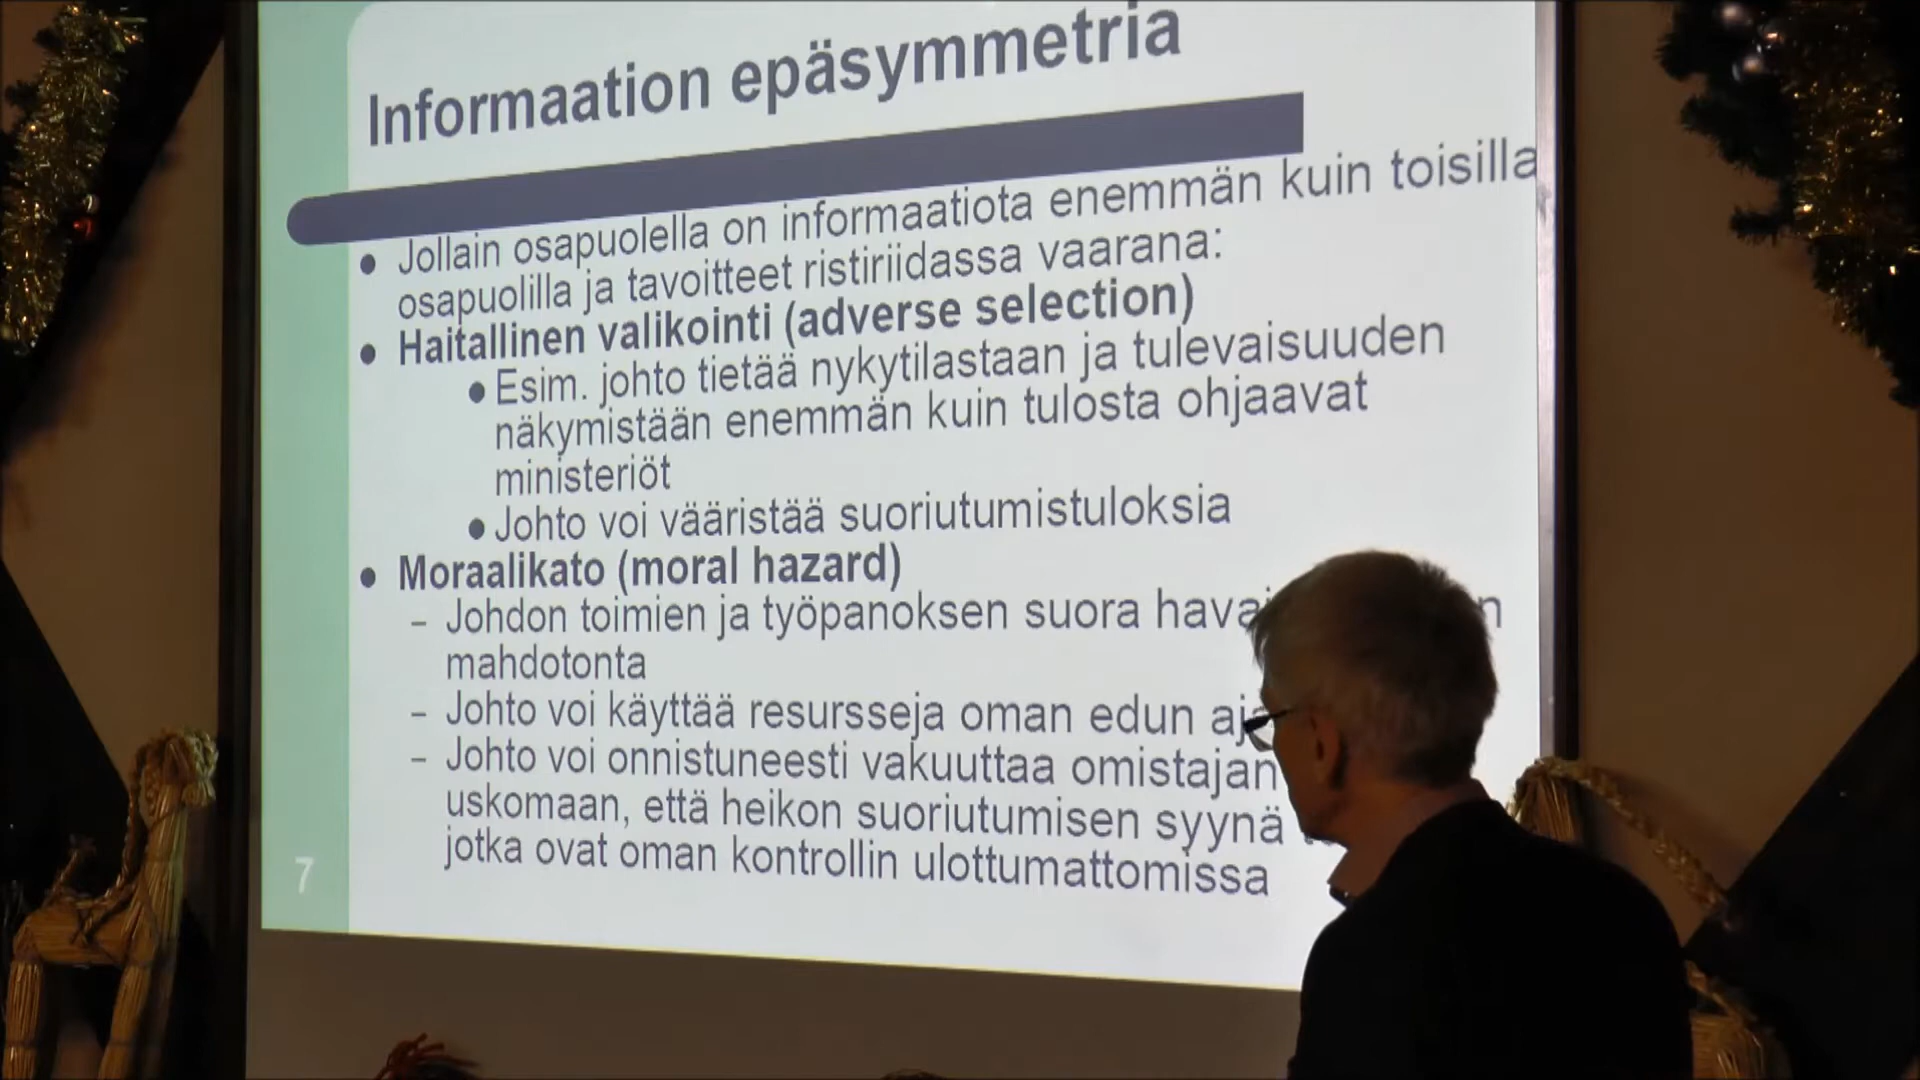 Informaation epäsymmetria
● Jollain osapuolella on informaatiota enemmän kuin toisilla
osapuolilla ja tavoitteet ristiriidassa vaarana:
● Haitallinen valikointi (adverse selection)
● Esim. johto tietää nykytilastaan ja tulevaisuuden
näkymistään enemmän kuin tulosta ohjaavat
ministeriöt
● Johto voi vääristää suoriutumistuloksia
● Moraalikato (moral hazard)
– Johdon toimien ja työpanoksen suora
mahdotonta
– Johto voi käyttää resursseja oman edun
– Johto voi onnistuneesti vakuuttaa omistajan
uskomaan, että heikon suoriutumisen syynä
jotka ovat oman kontrollin ulottumattomissa
7